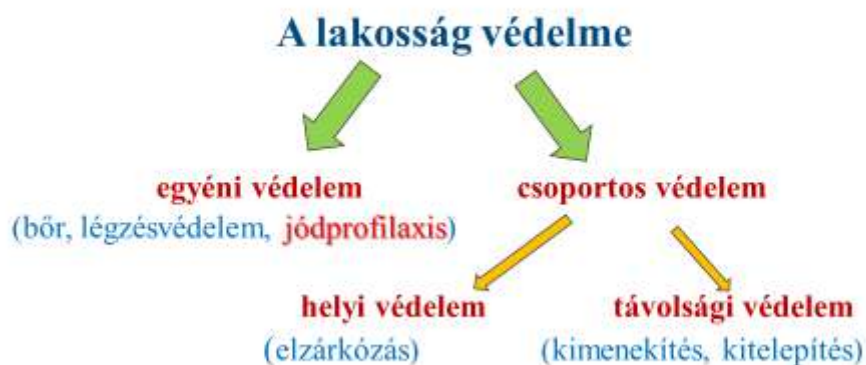 A lakosság védelme
egyéni védelem
(bőr, légzésvédelem, jódprofilaxis)
csoportos védelem
helyi védelem
(elzárkózás)
távolsági védelem
(kimenekítés, kitelepítés)